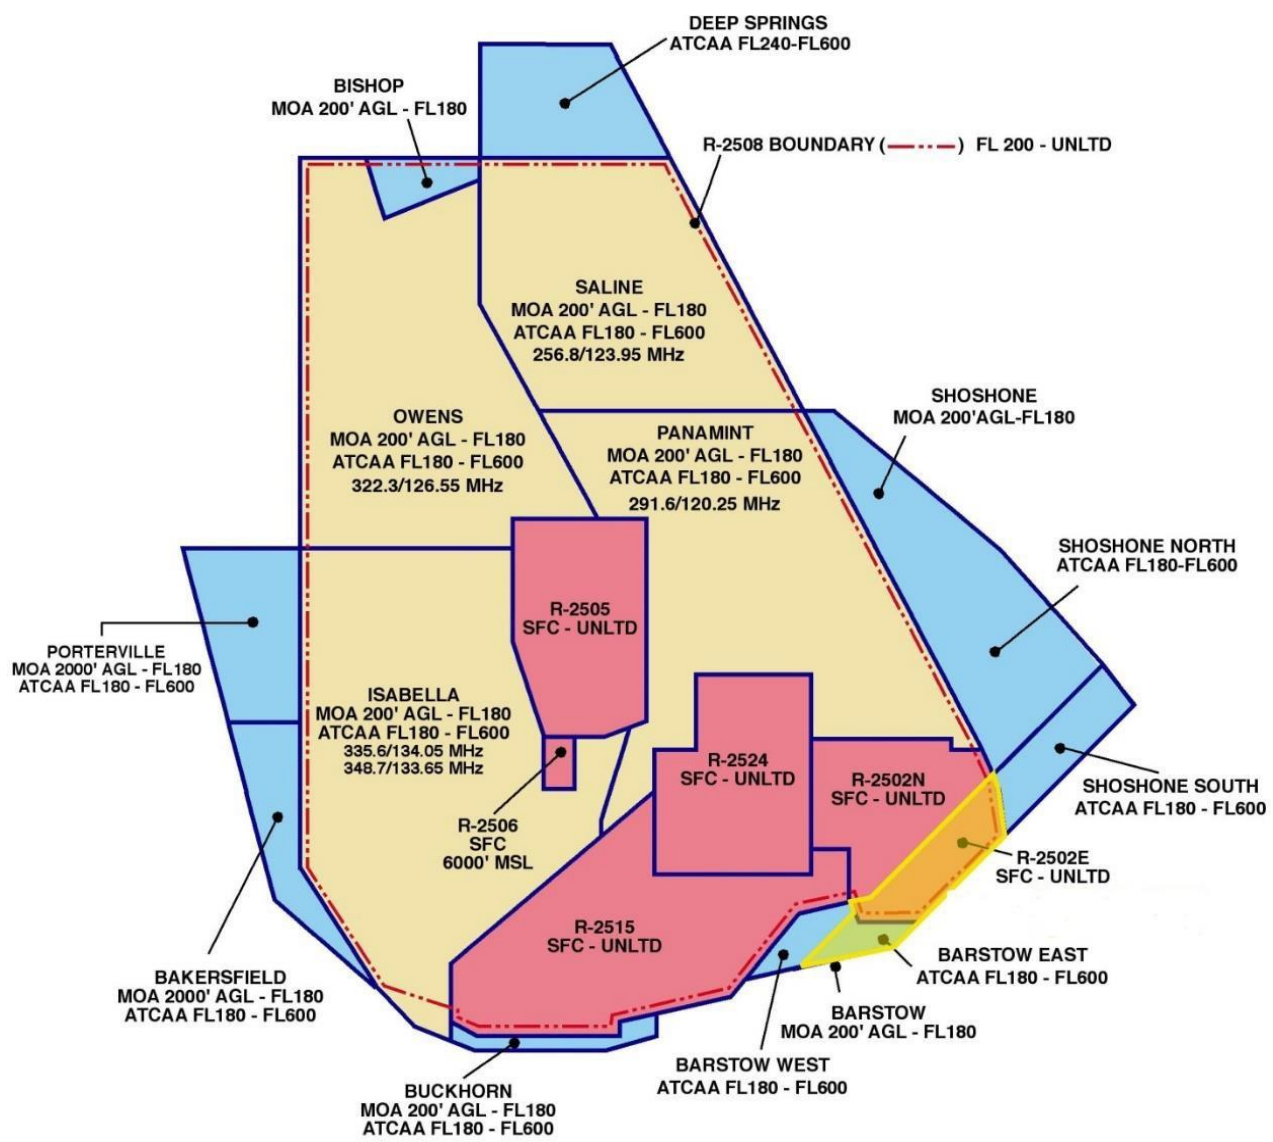 DEEP SPRINGS
ATCAA FL240-FL600
BISHOP
MOA 200' AGL - FL180
R-2508 BOUNDARY (        ) FL 200 - UNLTD
SALINE
MOA 200' AGL - FL180
ATCAA FL180 - FL600
256.8/123.95 MHz
SHOSHONE
MOA 200'AGL-FL180
OWENS
MOA 200' AGL - FL180
ATCAA FL180 - FL600
322.3/126.55 MHz
PANAMINT
MOA 200' AGL - FL180
ATCAA FL180 - FL600
291.6/120.25 MHz
SHOSHONE NORTH
ATCAA FL180-FL600
R-2505
SFC - UNLTD
PORTERVILLE
MOA 2000' AGL - FL180
ATCAA FL180 - FL600
ISABELLA
MOA 200' AGL - FL180
ATCAA FL180 - FL600
335.6/134.05 MHz
348.7/133.65 MHz
R-2524
SFC - UNLTD
R-2502N
SFC - UNLTD
SHOSHONE SOUTH
ATCAA FL180 - FL600
R-2506
SFC
6000' MSL
R-2502E
SFC - UNLTD
R-2515
SFC - UNLTD
BARSTOW EAST
ATCAA FL180 - FL600
BAKERSFIELD
MOA 2000' AGL - FL180
ATCAA FL180 - FL600
BARSTOW
MOA 200' AGL - FL180
BARSTOW WEST
ATCAA FL180 - FL600
BUCKHORN
MOA 200' AGL - FL180
ATCAA FL180 - FL600